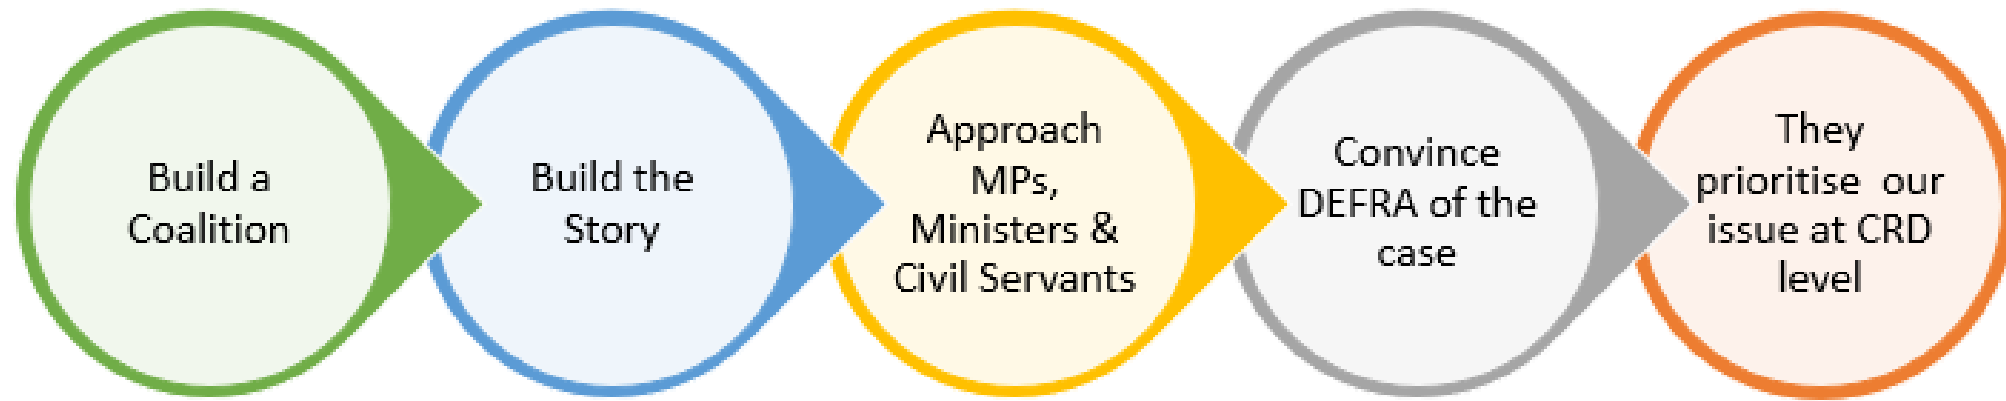 Build a
Coalition
Build the
Story
Approach
MPs,
Ministers &
Civil Servants
Convince
DEFRA of the
case
They
prioritise  our
issue at CRD
level